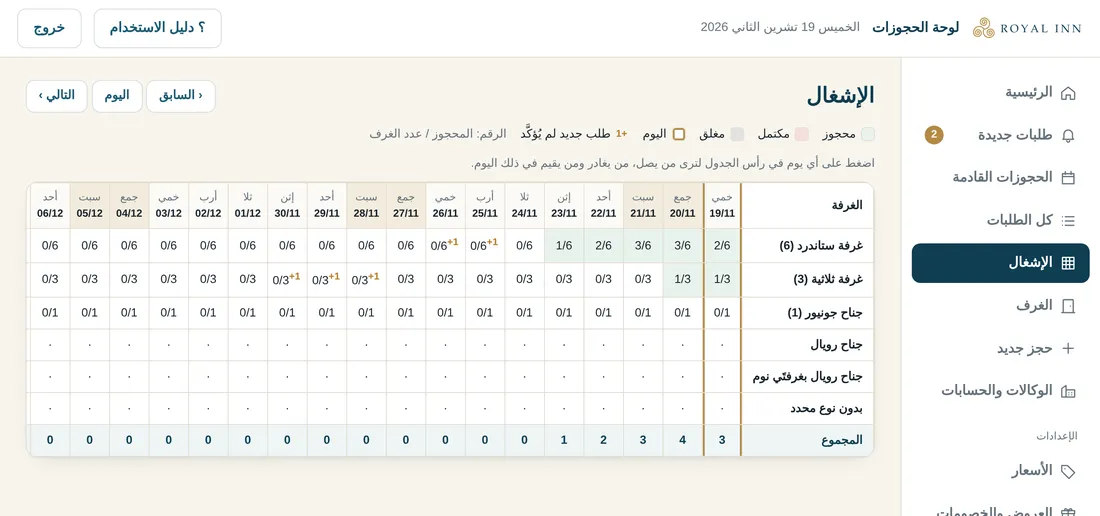 ROYAL INN لوحة الحجوزات الخميس 19 تشرين الثاني 2026 ؟ دليل الاستخدام خروج
الرئيسية
طلبات جديدة 2
الحجوزات القادمة
كل الطلبات
الإشغال
الغرف
حجز جديد
الوكالات والحسابات
الإعدادات
الأسعار
العروض والخصومات
الإشغال
‹ السابق اليوم التالي ›
محجوز مكتمل مغلق اليوم +1 طلب جديد لم يُؤكَّد الرقم: المحجوز / عدد الغرف
اضغط على أي يوم في رأس الجدول لترى من يصل، من يغادر ومن يقيم في ذلك اليوم.
الغرفة خمي 19/11 جمع 20/11 سبت 21/11 أحد 22/11 إثن 23/11 ثلا 24/11 أرب 25/11 خمي 26/11 جمع 27/11 سبت 28/11 أحد 29/11 إثن 30/11 ثلا 01/12 أرب 02/12 خمي 03/12 جمع 04/12 سبت 05/12 أحد 06/12
غرفة ستاندرد (6) 2/6 3/6 3/6 2/6 1/6 0/6 0/6+1 0/6+1 0/6 0/6 0/6 0/6 0/6 0/6 0/6 0/6 0/6 0/6
غرفة ثلاثية (3) 1/3 1/3 0/3 0/3 0/3 0/3 0/3 0/3 0/3 0/3+1 0/3+1 0/3+1 0/3 0/3 0/3 0/3 0/3 0/3
جناح جونيور (1) 0/1 0/1 0/1 0/1 0/1 0/1 0/1 0/1 0/1 0/1 0/1 0/1 0/1 0/1 0/1 0/1 0/1 0/1
جناح رويال · · · · · · · · · · · · · · · · · ·
جناح رويال بغرفتَي نوم · · · · · · · · · · · · · · · · · ·
بدون نوع محدد · · · · · · · · · · · · · · · · · ·
المجموع 3 4 3 2 1 0 0 0 0 0 0 0 0 0 0 0 0 0